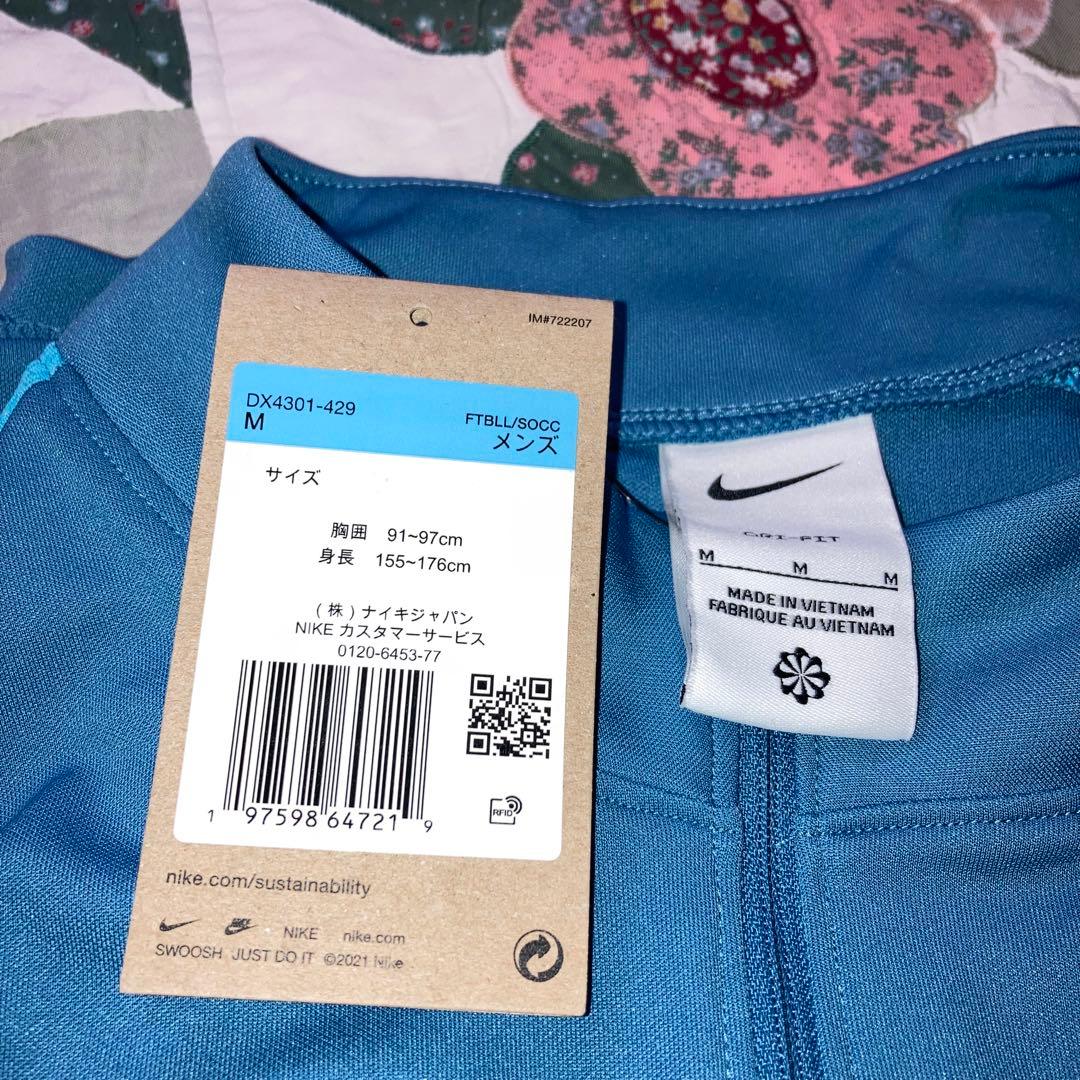 IM#722207
DX4301-429
M
FTBLL/SOCC
メンズ
サイズ
胸囲 91~97cm
身長 155~176cm
(株)ナイキジャパン
NIKE カスタマーサービス
0120-6453-77
1 97598 64721 9
RFID
nike.com/sustainability
NIKE nike.com
SWOOSH JUST DO IT ©2021 Nike
DRI-FIT
M M M
MADE IN VIETNAM
FABRIQUE AU VIETNAM